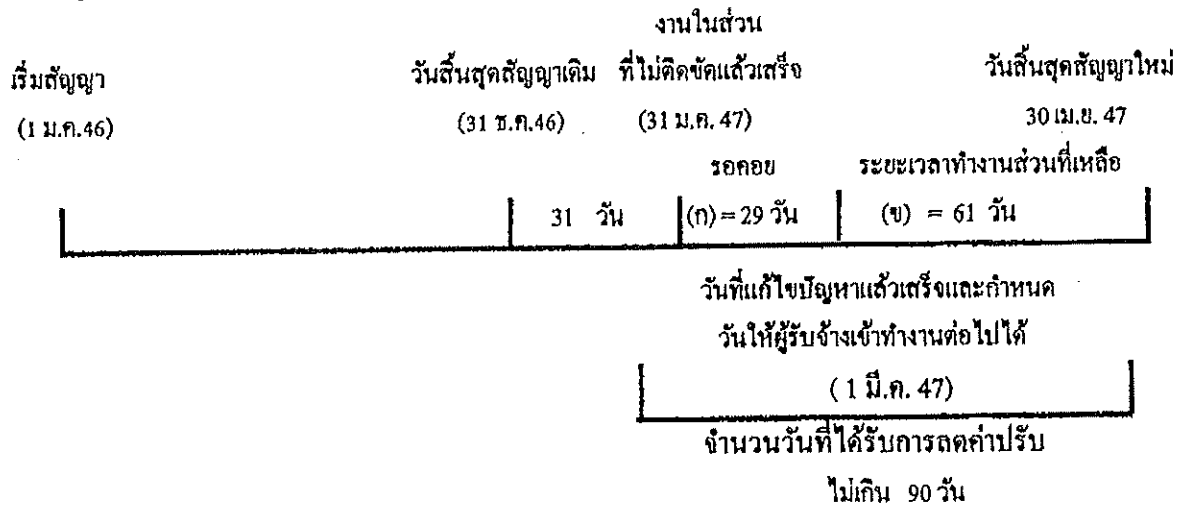 งานในส่วน
เริ่มสัญญา วันสิ้นสุดสัญญาเดิม ที่ไม่ติดขัดแล้วเสร็จ วันสิ้นสุดสัญญาใหม่
(1 ม.ค.46) (31 ธ.ค.46) (31 ม.ค. 47) 30 เม.ย. 47
รอคอย ระยะเวลาทำงานส่วนที่เหลือ
31 วัน (ก) = 29 วัน (ข) = 61 วัน
วันที่แก้ไขปัญหาแล้วเสร็จและกำหนด
วันให้ผู้รับจ้างเข้าทำงานต่อไปได้
( 1 มี.ค. 47)
จำนวนวันที่ได้รับการลดค่าปรับ
ไม่เกิน 90 วัน